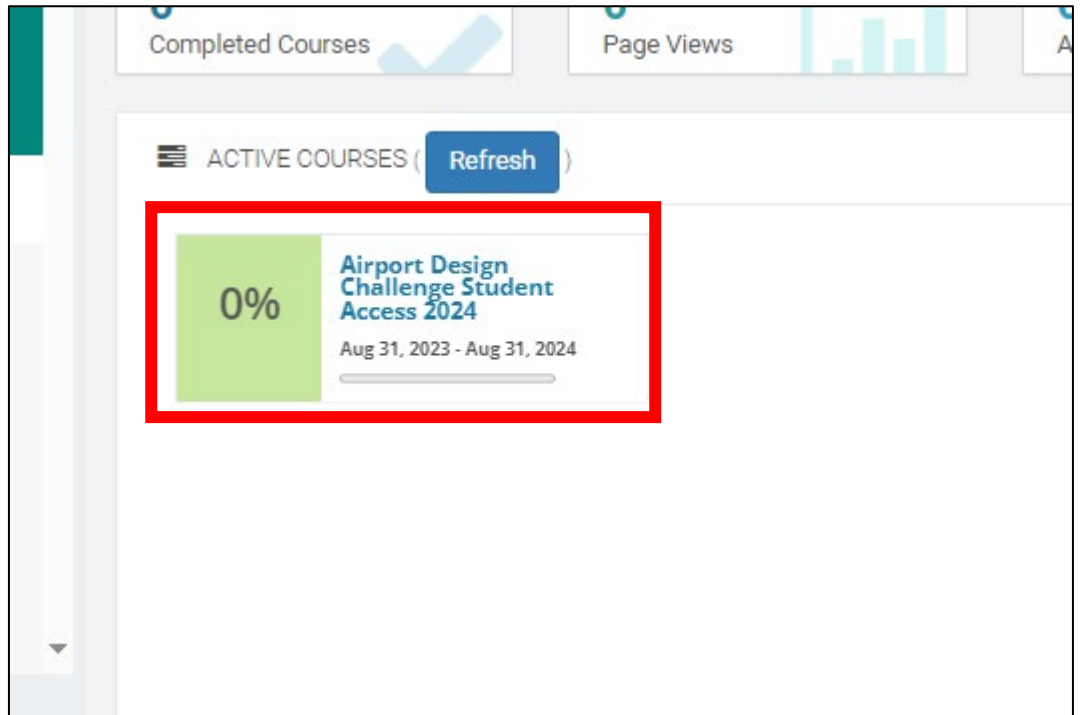 Completed Courses
Page Views
ACTIVE COURSES ( Refresh )
0%
Airport Design
Challenge Student
Access 2024
Aug 31, 2023 - Aug 31, 2024